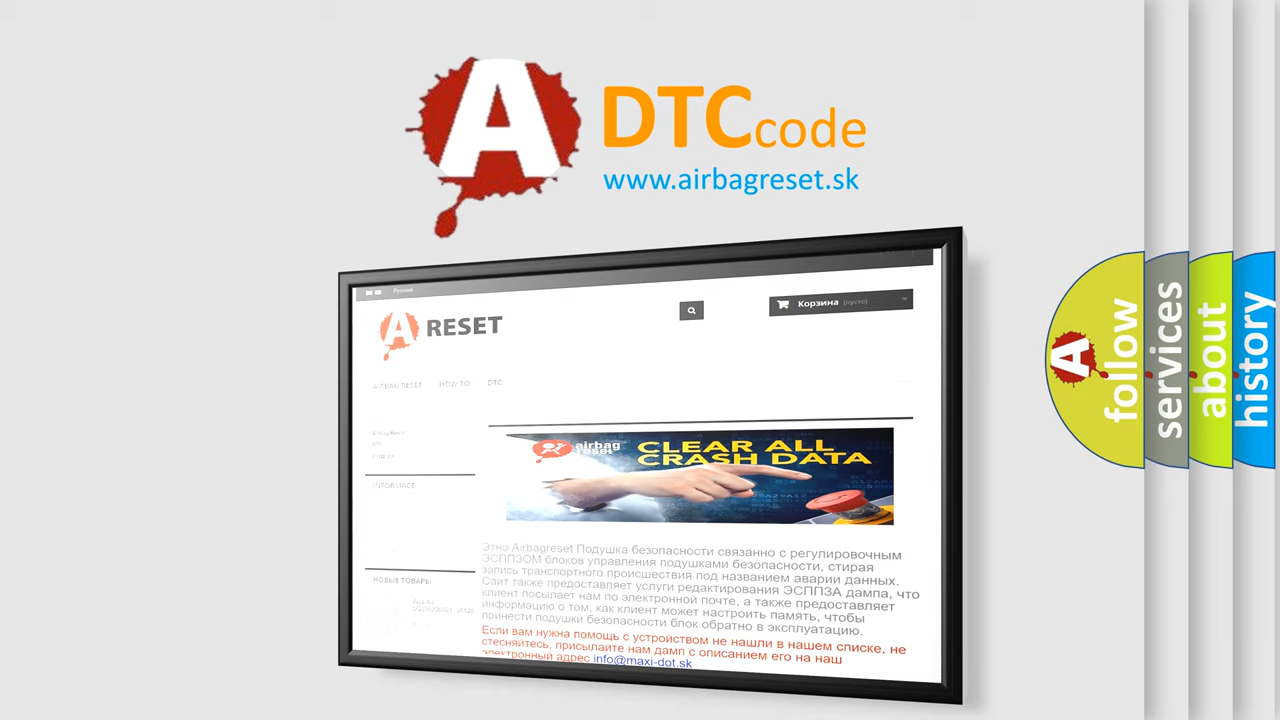 A DTCcode
www.airbagreset.sk
Русский
A RESET
Корзина (пусто)
AIRBAG RESET HOW TO DTC
Airbag Reset
DTC
INFORMACE
airbag
reset
CLEAR ALL
CRASH DATA
Этно Airbagreset Подушка безопасности связанно с регулировочным
ЭСППЗОМ блоков управления подушками безопасности, стирая
запись транспортного происшествия под названием аварии данных.
Сайт также предоставляет услуги редактирования ЭСППЗА дампа, что
клиент посылает нам по электронной почте, а также предоставляет
информацию о том, как клиент может настроить память, чтобы
принести подушки безопасности блок обратно в эксплуатацию.
Если вам нужна помощь с устройством не нашли в нашем списке, не
стесняйтесь, присылайте нам дамп с описанием его на наш
электронный адрес info@maxi-dot.sk
НОВЫЕ ТОВАРЫ
A follow
services
about
history